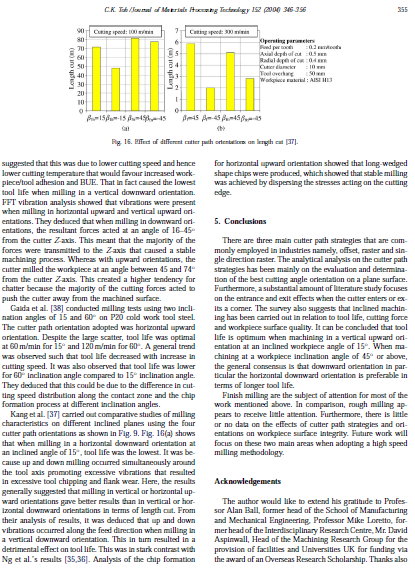 C.K. Toh / Journal of Materials Processing Technology 152 (2004) 346–356
355
Cutting speed: 100 m/min
Length cut (m)
90
80
70
60
50
40
30
20
10
0
(a)
Cutting speed: 300 m/min
Length cut (m)
7
6
5
4
3
2
1
0
(b)
Operating parameters
Feed per tooth : 0.2 mm/tooth
Axial depth of cut : 0.5 mm
Radial depth of cut : 0.4 mm
Cutter diameter : 10 mm
Tool overhang : 50 mm
Workpiece material : AISI H13
Fig. 16. Effect of different cutter path orientations on length cut [37].
suggested that this was due to lower cutting speed and hence
lower cutting temperature that would favour increased work-
piece/tool adhesion and BUE. That in fact caused the lowest
tool life when milling in a vertical downward orientation.
FFT vibration analysis showed that vibrations were present
when milling in horizontal upward and vertical upward ori-
entations. They deduced that when milling in downward ori-
entations, the resultant forces acted at an angle of 16–45°
from the cutter Z-axis. This meant that the majority of the
forces were transmitted to the Z-axis that caused a stable
machining process. Whereas with upward orientations, the
cutter milled the workpiece at an angle between 45 and 74°
from the cutter Z-axis. This created a higher tendency for
chatter because the majority of the cutting forces acted to
push the cutter away from the machined surface.
Gaida et al. [38] conducted milling tests using two incli-
nation angles of 15 and 60° on P20 cold work tool steel.
The cutter path orientation adopted was horizontal upward
orientation. Despite the large scatter, tool life was optimal
at 60 m/min for 15° and 120 m/min for 60°. A general trend
was observed such that tool life decreased with increase in
cutting speed. It was also observed that tool life was lower
for 60° inclination angle compared to 15° inclination angle.
They deduced that this could be due to the difference in cut-
ting speed distribution along the contact zone and the chip
formation process at different inclination angles.
Kang et al. [37] carried out comparative studies of milling
characteristics on different inclined planes using the four
cutter path orientations as shown in Fig. 9. Fig. 16(a) shows
that when milling in a horizontal downward orientation at
an inclined angle of 15°, tool life was the lowest. It was be-
cause up and down milling occurred simultaneously around
the tool axis promoting excessive vibrations that resulted
in excessive tool chipping and flank wear. Here, the results
generally suggested that milling in vertical or horizontal up-
ward orientations gave better results than in vertical or hor-
izontal downward orientations in terms of length cut. From
their analysis of results, it was deduced that up and down
vibrations occurred along the feed direction when milling in
a vertical downward orientation. This in turn resulted in a
detrimental effect on tool life. This was in stark contrast with
Ng et al.'s results [35,36]. Analysis of the chip formation
for horizontal upward orientation showed that long-wedged
shape chips were produced, which showed that stable milling
was achieved by dispersing the stresses acting on the cutting
edge.
5. Conclusions
There are three main cutter path strategies that are com-
monly employed in industries namely, offset, raster and sin-
gle direction raster. The analytical analysis on the cutter path
strategies has been mainly on the evaluation and determina-
tion of the best cutting angle orientation on a plane surface.
Furthermore, a substantial amount of literature study focuses
on the entrance and exit effects when the cutter enters or ex-
its a corner. The survey also suggests that inclined machin-
ing has been carried out in relation to tool life, cutting force
and workpiece surface quality. It can be concluded that tool
life is optimum when machining in a vertical upward ori-
entation at an inclined workpiece angle of 15°. When ma-
chining at a workpiece inclination angle of 45° or above,
the general consensus is that downward orientation in par-
ticular the horizontal downward orientation is preferable in
terms of longer tool life.
Finish milling are the subject of attention for most of the
work mentioned above. In comparison, rough milling ap-
pears to receive little attention. Furthermore, there is little
or no data on the effects of cutter path strategies and ori-
entations on workpiece surface integrity. Future work will
focus on these two main areas when adopting a high speed
milling methodology.
Acknowledgements
The author would like to extend his gratitude to Profes-
sor Alan Ball, former head of the School of Manufacturing
and Mechanical Engineering, Professor Mike Loretto, for-
mer head of the Interdisciplinary Research Centre, Mr. David
Aspinwall, Head of the Machining Research Group for the
provision of facilities and Universities UK for funding via
the award of an Overseas Research Scholarship. Thanks also